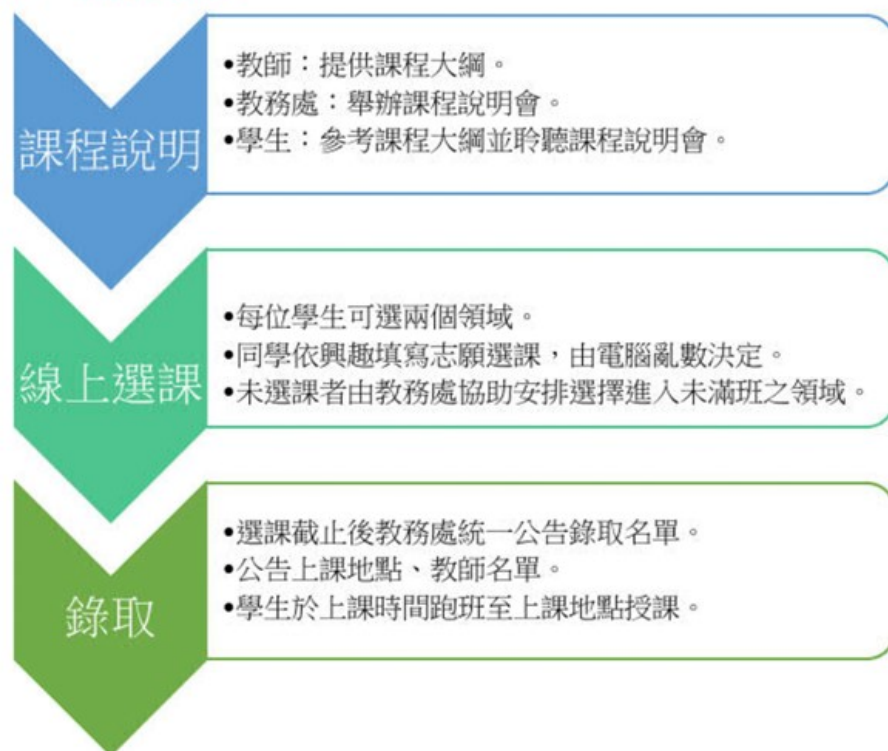 課程說明
•教師：提供課程大綱。
•教務處：舉辦課程說明會。
•學生：參考課程大綱並聆聽課程說明會。
線上選課
•每位學生可選兩個領域。
•同學依興趣填寫志願選課，由電腦亂數決定。
•未選課者由教務處協助安排選擇進入未滿班之領域。
錄取
•選課截止後教務處統一公告錄取名單。
•公告上課地點、教師名單。
•學生於上課時間跑班至上課地點授課。